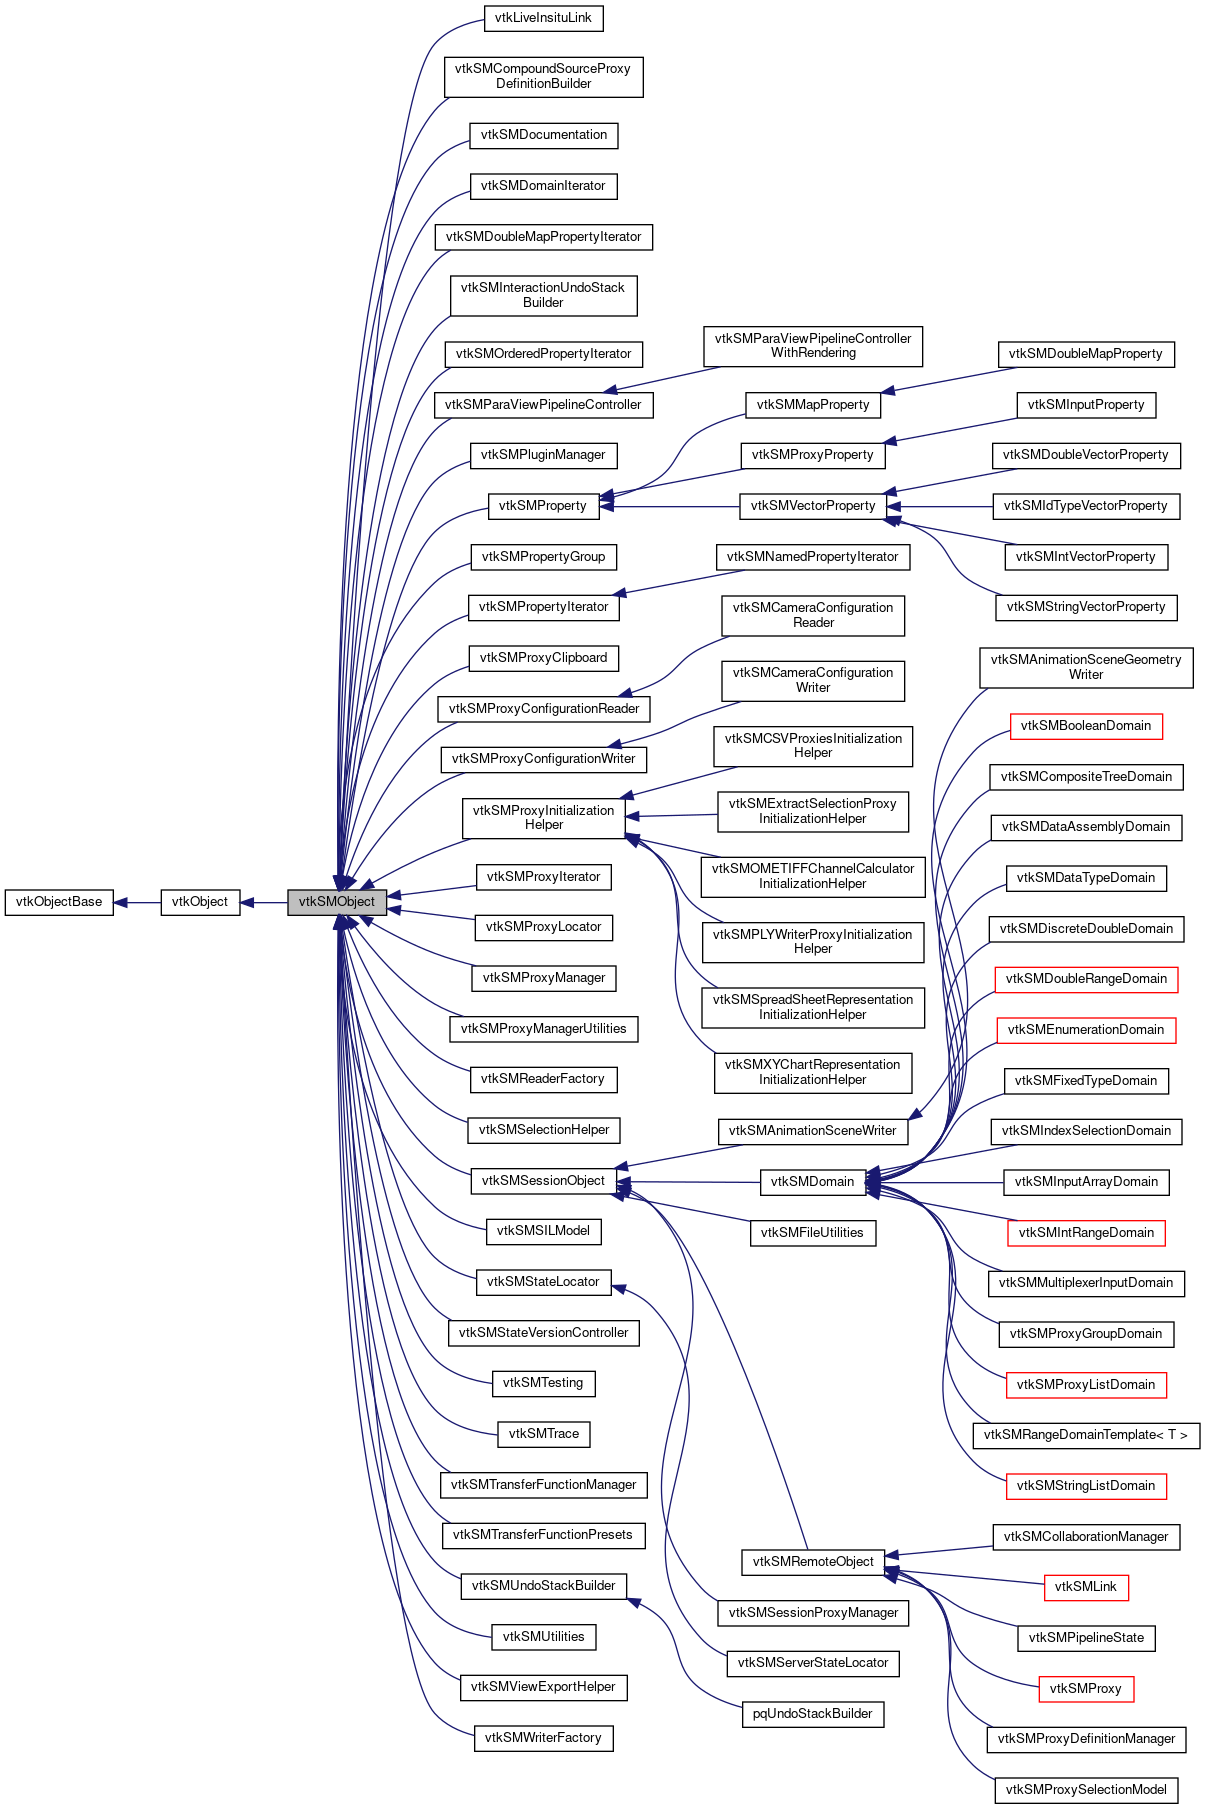 vtkObjectBase
vtkObject
vtkSMObject
vtkLiveInsituLink
vtkSMCompoundSourceProxy
DefinitionBuilder
vtkSMDocumentation
vtkSMDomainIterator
vtkSMDoubleMapPropertyIterator
vtkSMInteractionUndoStack
Builder
vtkSMOrderedPropertyIterator
vtkSMParaViewPipelineController
vtkSMPluginManager
vtkSMProperty
vtkSMPropertyGroup
vtkSMPropertyIterator
vtkSMProxyClipboard
vtkSMProxyConfigurationReader
vtkSMProxyConfigurationWriter
vtkSMProxyInitialization
Helper
vtkSMProxyIterator
vtkSMProxyLocator
vtkSMProxyManager
vtkSMProxyManagerUtilities
vtkSMReaderFactory
vtkSMSelectionHelper
vtkSMSessionObject
vtkSMSILModel
vtkSMStateLocator
vtkSMStateVersionController
vtkSMTesting
vtkSMTrace
vtkSMTransferFunctionManager
vtkSMTransferFunctionPresets
vtkSMUndoStackBuilder
vtkSMUtilities
vtkSMViewExportHelper
vtkSMWriterFactory
vtkSMParaViewPipelineController
WithRendering
vtkSMMapProperty
vtkSMProxyProperty
vtkSMVectorProperty
vtkSMNamedPropertyIterator
vtkSMCameraConfiguration
Reader
vtkSMCameraConfiguration
Writer
vtkSMCSVProxiesInitialization
Helper
vtkSMExtractSelectionProxy
InitializationHelper
vtkSMOMETIFFChannelCalculator
InitializationHelper
vtkSMPLYWriterProxyInitialization
Helper
vtkSMSpreadSheetRepresentation
InitializationHelper
vtkSMXYChartRepresentation
InitializationHelper
vtkSMAnimationSceneWriter
vtkSMDomain
vtkSMFileUtilities
vtkSMRemoteObject
vtkSMSessionProxyManager
vtkSMServerStateLocator
pqUndoStackBuilder
vtkSMDoubleMapProperty
vtkSMInputProperty
vtkSMDoubleVectorProperty
vtkSMIdTypeVectorProperty
vtkSMIntVectorProperty
vtkSMStringVectorProperty
vtkSMAnimationSceneGeometry
Writer
vtkSMBooleanDomain
vtkSMCompositeTreeDomain
vtkSMDataAssemblyDomain
vtkSMDataTypeDomain
vtkSMDiscreteDoubleDomain
vtkSMDoubleRangeDomain
vtkSMEnumerationDomain
vtkSMFixedTypeDomain
vtkSMIndexSelectionDomain
vtkSMInputArrayDomain
vtkSMIntRangeDomain
vtkSMMultiplexerInputDomain
vtkSMProxyGroupDomain
vtkSMProxyListDomain
vtkSMRangeDomainTemplate< T >
vtkSMStringListDomain
vtkSMCollaborationManager
vtkSMLink
vtkSMPipelineState
vtkSMProxy
vtkSMProxyDefinitionManager
vtkSMProxySelectionModel